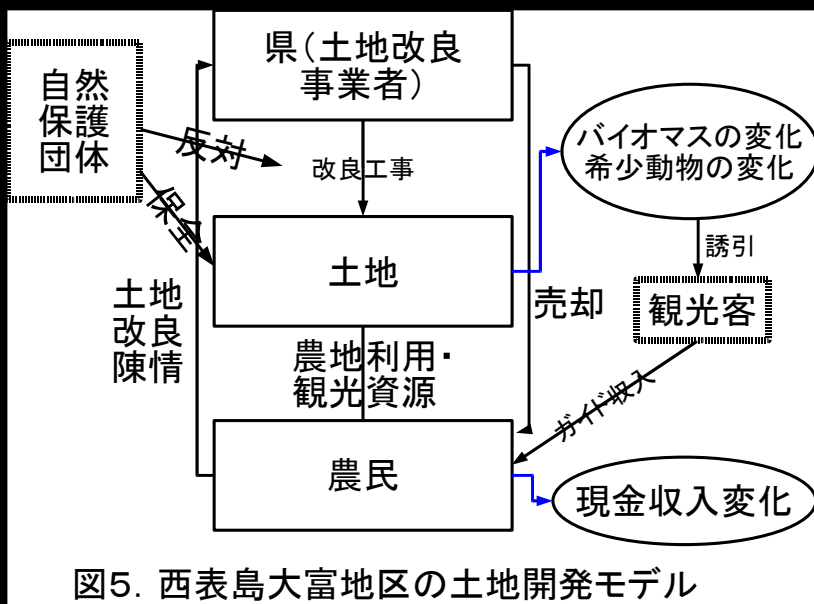 県(土地改良
事業者)
自然
保護
団体
反対
保全
改良工事
バイオマスの変化
希少動物の変化
誘引
土地
売却
観光客
土地
改良
陳情
農地利用・
観光資源
ガイド収入
農民
現金収入変化
図5. 西表島大富地区の土地開発モデル